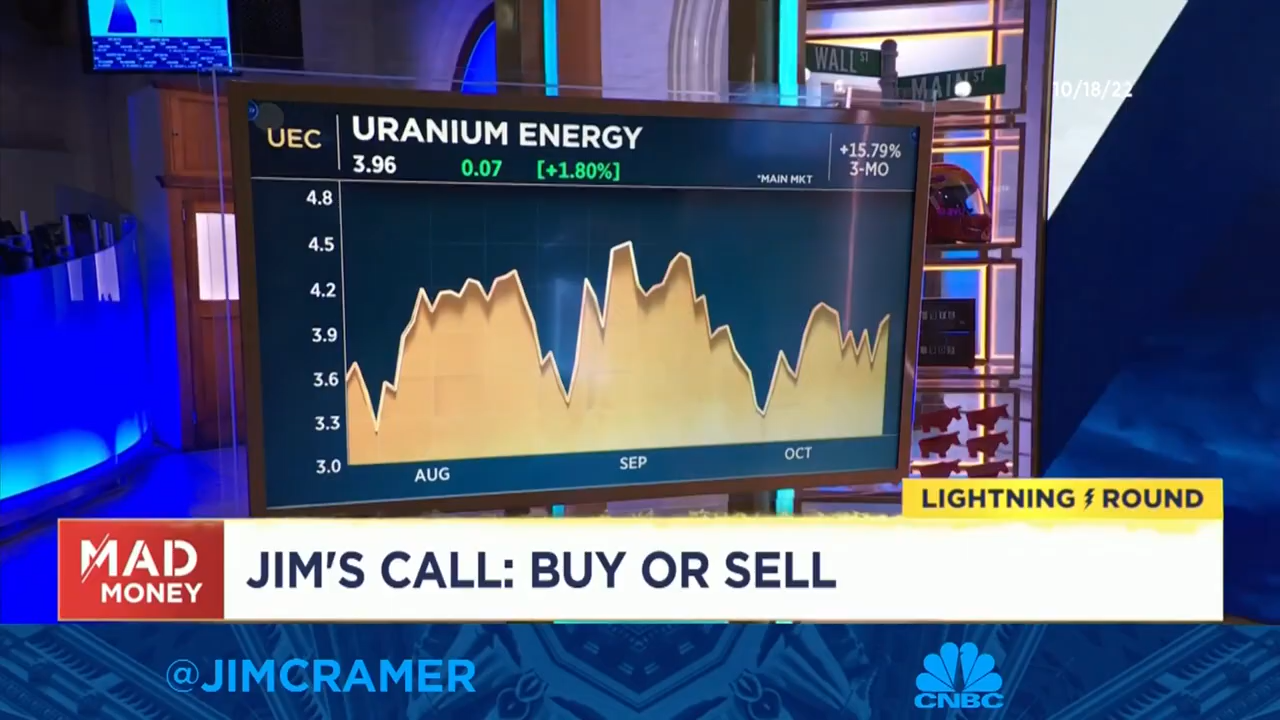 WALL ST
MAIN ST
10/18/22
UEC
URANIUM ENERGY
3.96 0.07 [+1.80%]
*MAIN MKT
+15.79%
3-MO
4.8
4.5
4.2
3.9
3.6
3.3
3.0
AUG SEP OCT
LIGHTNING ROUND
MAD
MONEY
JIM'S CALL: BUY OR SELL
@JIMCRAMER
CNBC